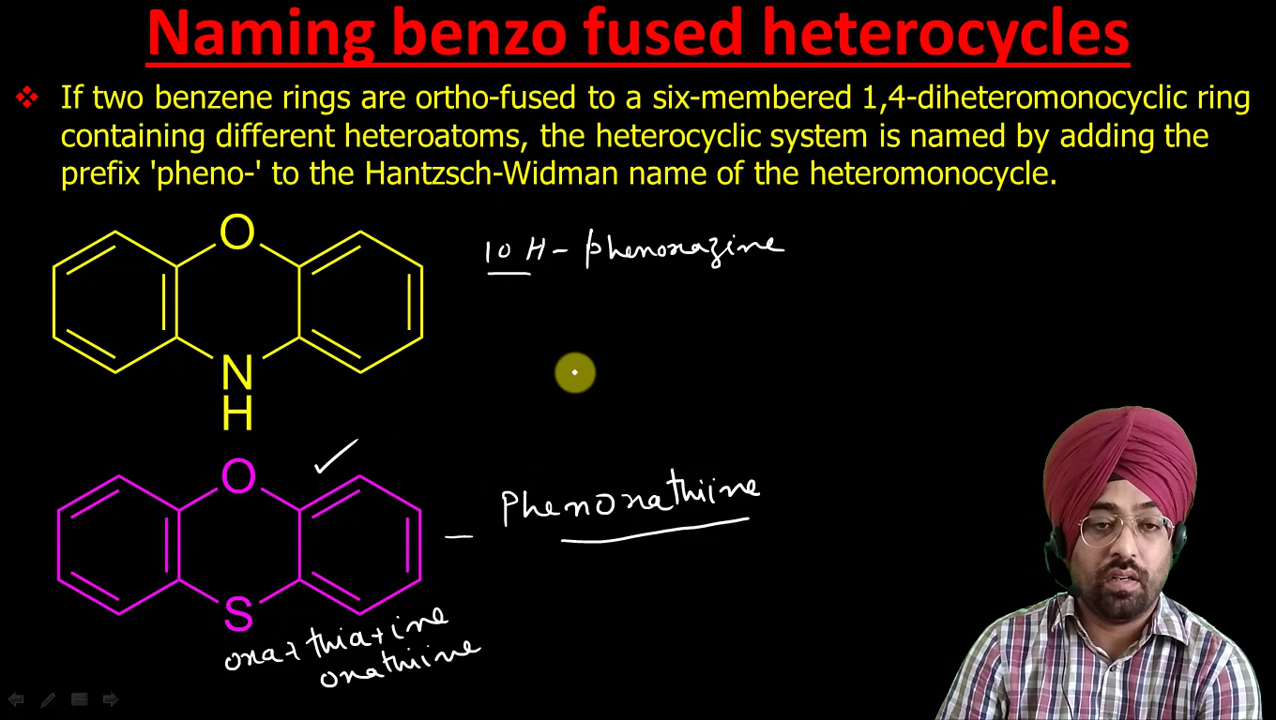 Naming benzo fused heterocycles
❖ If two benzene rings are ortho-fused to a six-membered 1,4-diheteromonocyclic ring
containing different heteroatoms, the heterocyclic system is named by adding the
prefix 'pheno-' to the Hantzsch-Widman name of the heteromonocycle.
O
10 H - phenoxazine
N
H
O
Phenoxathiine
S
oxa + thia + ine
oxathiine